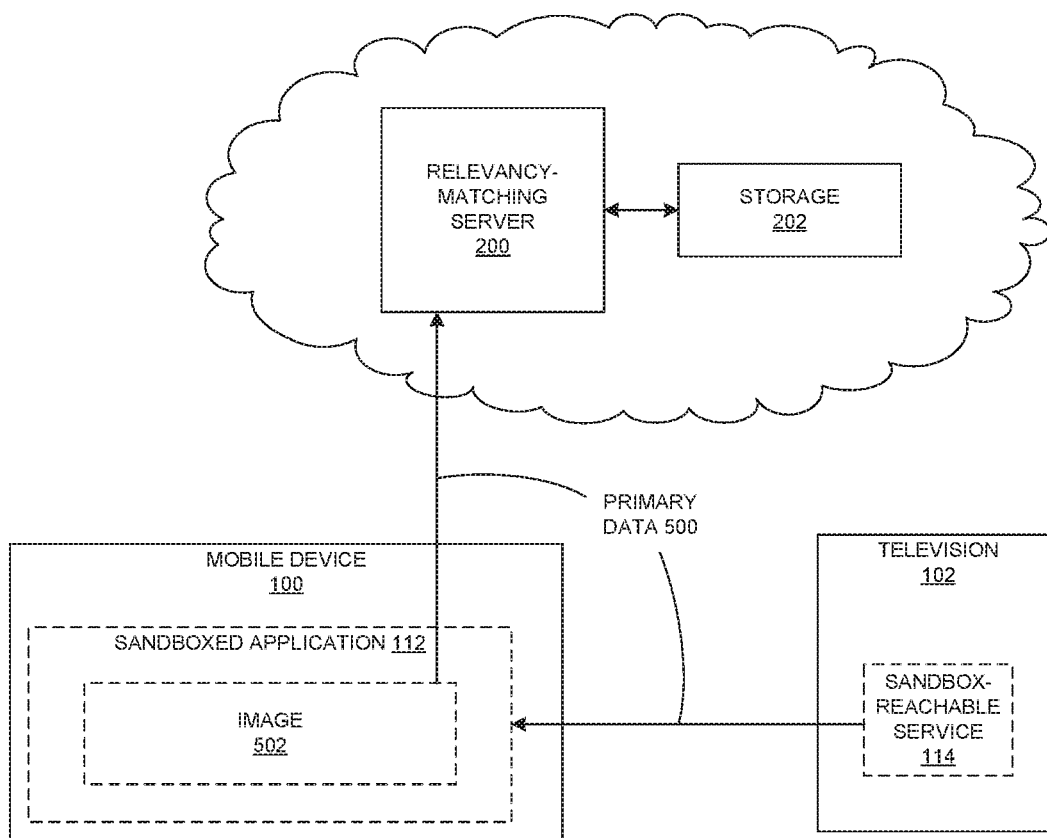 RELEVANCY-
MATCHING
SERVER
200
STORAGE
202
PRIMARY
DATA 500
MOBILE DEVICE
100
SANDBOXED APPLICATION 112
IMAGE
502
TELEVISION
102
SANDBOX-
REACHABLE
SERVICE
114